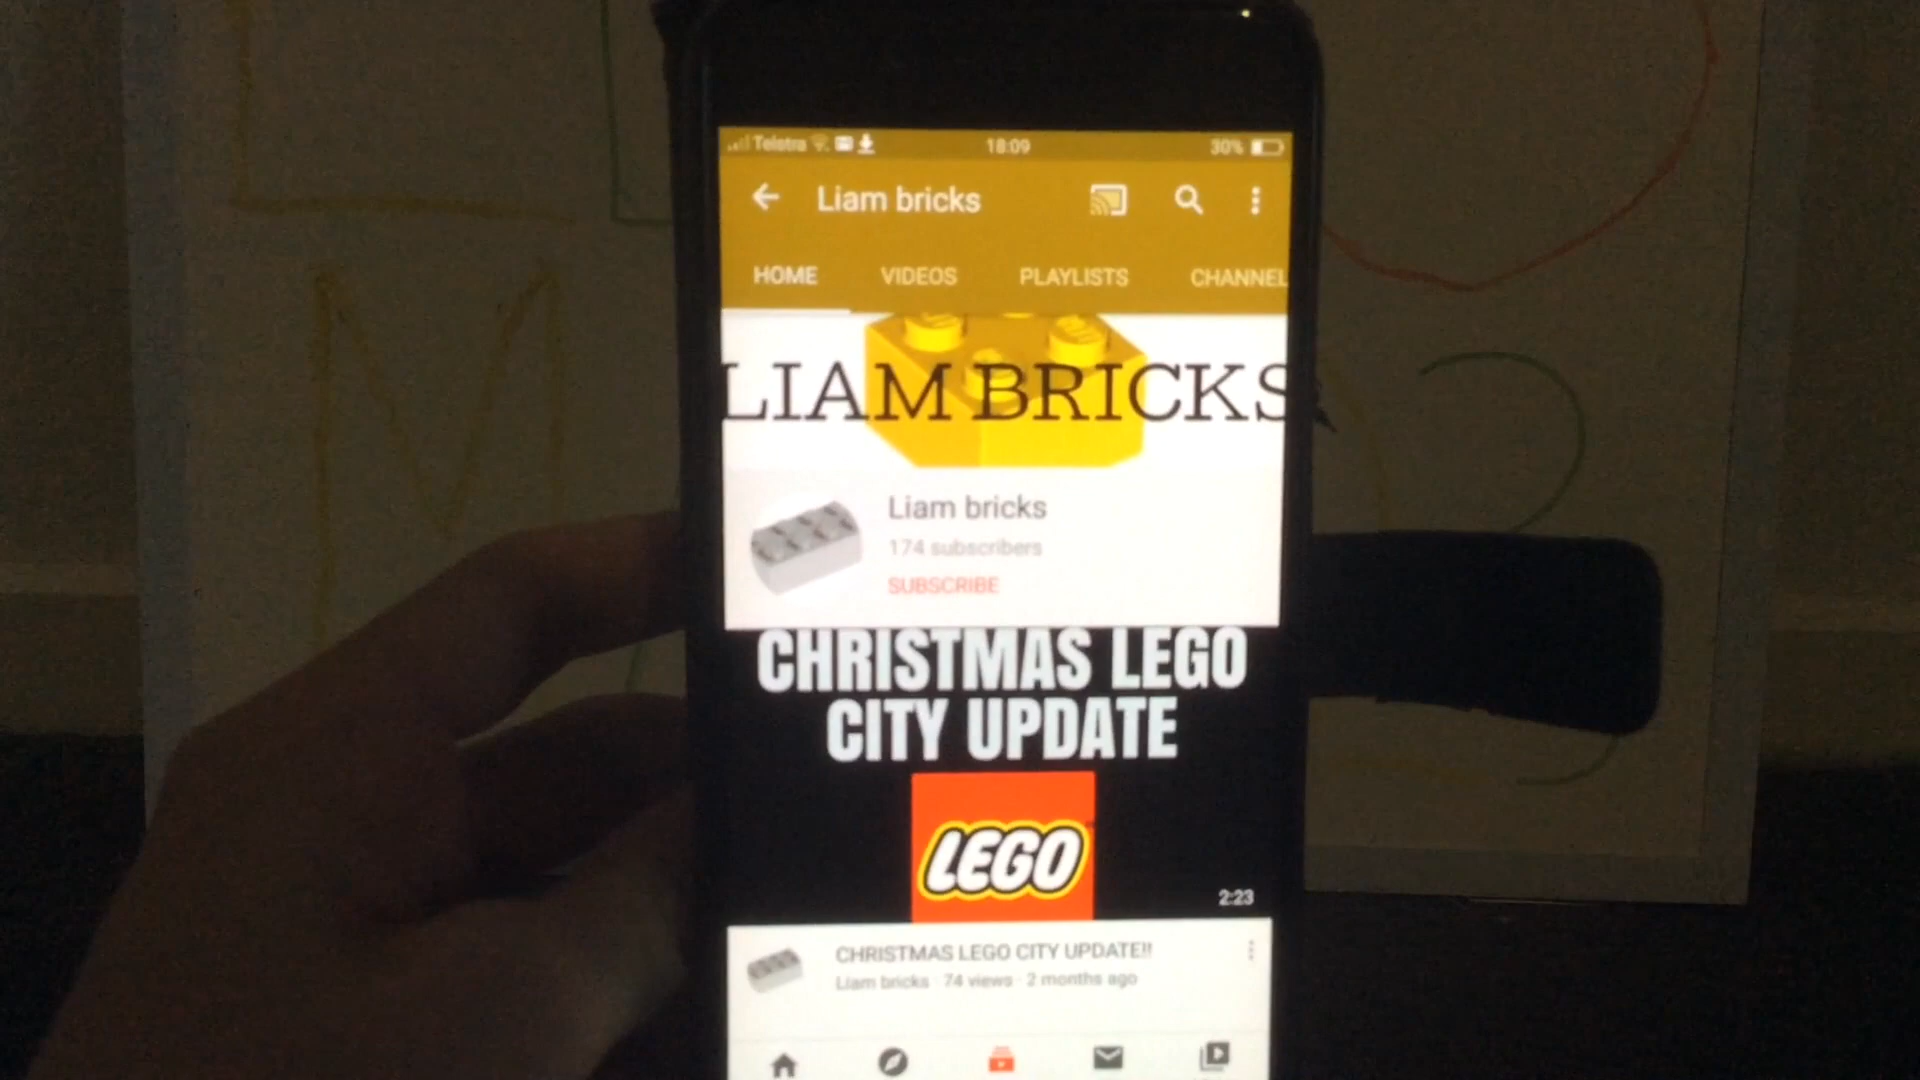 Telstra 18:09 30%
Liam bricks
HOME VIDEOS PLAYLISTS CHANNEL
LIAM BRICKS
Liam bricks
174 subscribers
SUBSCRIBE
CHRISTMAS LEGO
CITY UPDATE
LEGO
2:23
CHRISTMAS LEGO CITY UPDATE!!
Liam bricks · 74 views · 2 months ago